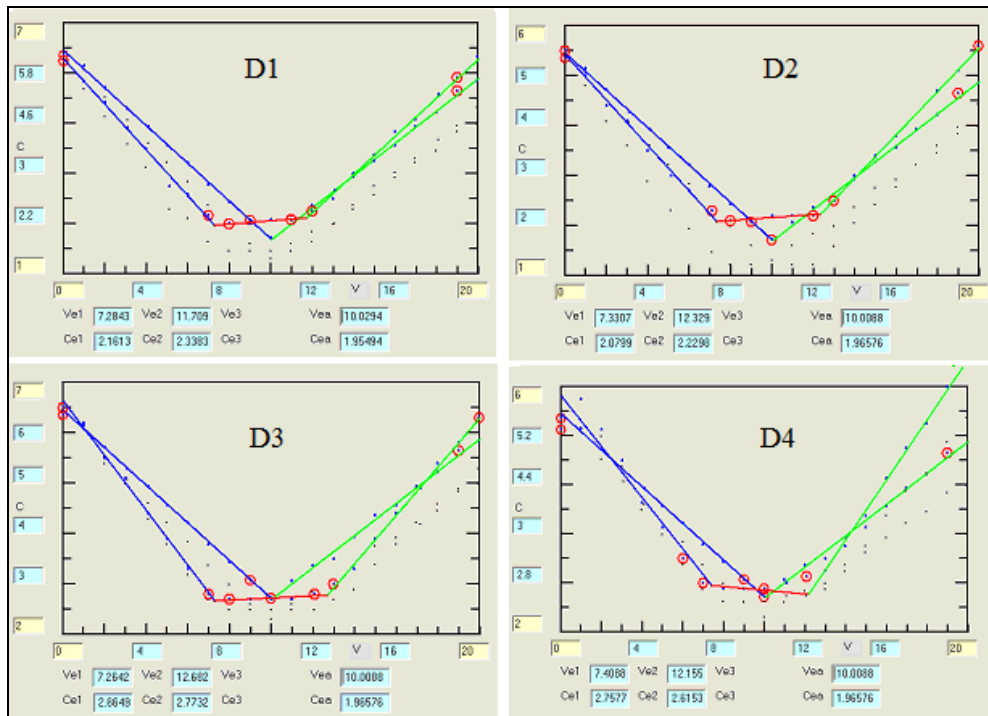 7
D1
5.8
4.6
C
3
2.2
1
0 4 8 12 V 16 20
Ve1 7.2843 Ve2 11.709 Ve3 Vea 10.0294
Ce1 2.1613 Ce2 2.3383 Ce3 Cea 1.95494
6
D2
5
4
C
3
2
1
0 4 8 12 V 16 20
Ve1 7.3307 Ve2 12.329 Ve3 Vea 10.0088
Ce1 2.0799 Ce2 2.2298 Ce3 Cea 1.96576
7
D3
6
5
C
4
3
2
0 4 8 12 V 16 20
Ve1 7.2642 Ve2 12.682 Ve3 Vea 10.0088
Ce1 2.6649 Ce2 2.7732 Ce3 Cea 1.96576
6
D4
5.2
4.4
C
3
2.8
2
0 4 8 12 V 16 20
Ve1 7.4088 Ve2 12.155 Ve3 Vea 10.0088
Ce1 2.7577 Ce2 2.6153 Ce3 Cea 1.96576